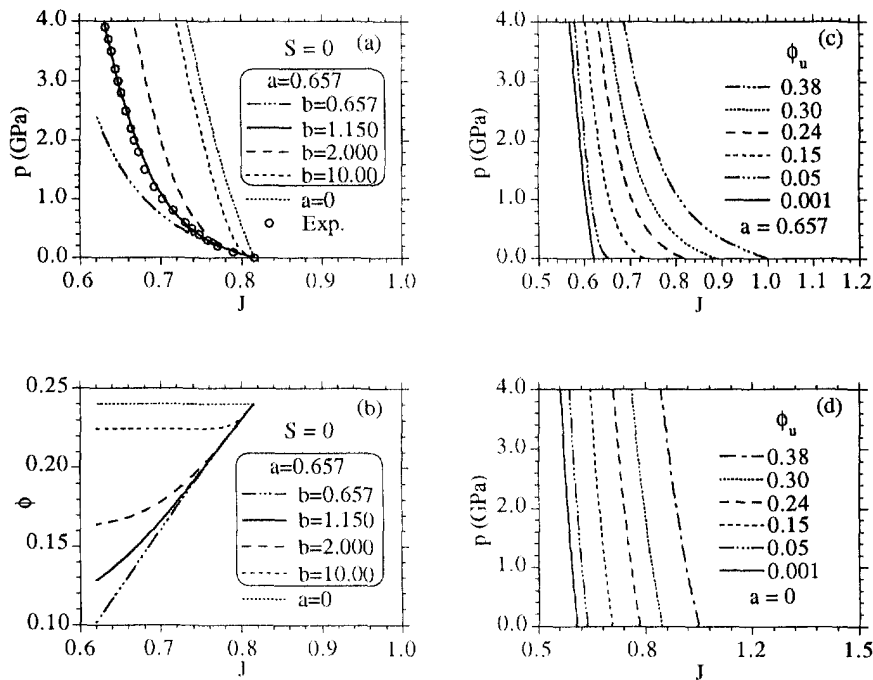 (a)
S = 0
a=0.657
b=0.657
b=1.150
b=2.000
b=10.00
a=0
Exp.
p (GPa)
4.0
3.0
2.0
1.0
0.0
0.6 0.7 0.8 0.9 1.0
J
(c)
ϕu
0.38
0.30
0.24
0.15
0.05
0.001
a = 0.657
p (GPa)
4.0
3.0
2.0
1.0
0.0
0.5 0.6 0.7 0.8 0.9 1.0 1.1 1.2
J
(b)
S = 0
a=0.657
b=0.657
b=1.150
b=2.000
b=10.00
a=0
ϕ
0.25
0.20
0.15
0.10
0.6 0.7 0.8 0.9 1.0
J
(d)
ϕu
0.38
0.30
0.24
0.15
0.05
0.001
a = 0
p (GPa)
4.0
3.0
2.0
1.0
0.0
0.5 0.8 1.2 1.5
J